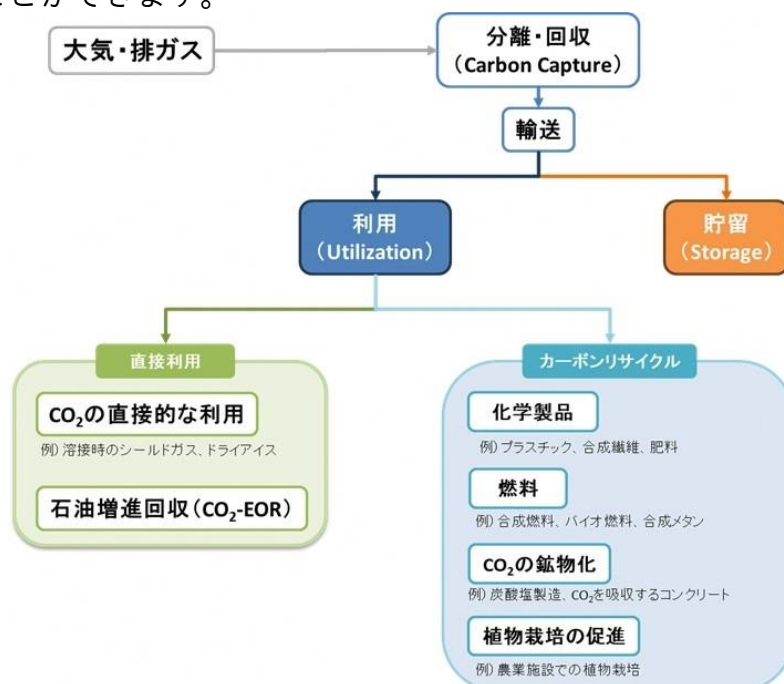 ことができます。
大気・排ガス
分離・回収
（Carbon Capture）
輸送
利用
（Utilization）
貯留
（Storage）
直接利用
CO₂の直接的な利用
例）溶接時のシールドガス、ドライアイス
石油増進回収（CO₂-EOR）
カーボンリサイクル
化学製品
例）プラスチック、合成繊維、肥料
燃料
例）合成燃料、バイオ燃料、合成メタン
CO₂の鉱物化
例）炭酸塩製造、CO₂を吸収するコンクリート
植物栽培の促進
例）農業施設での植物栽培